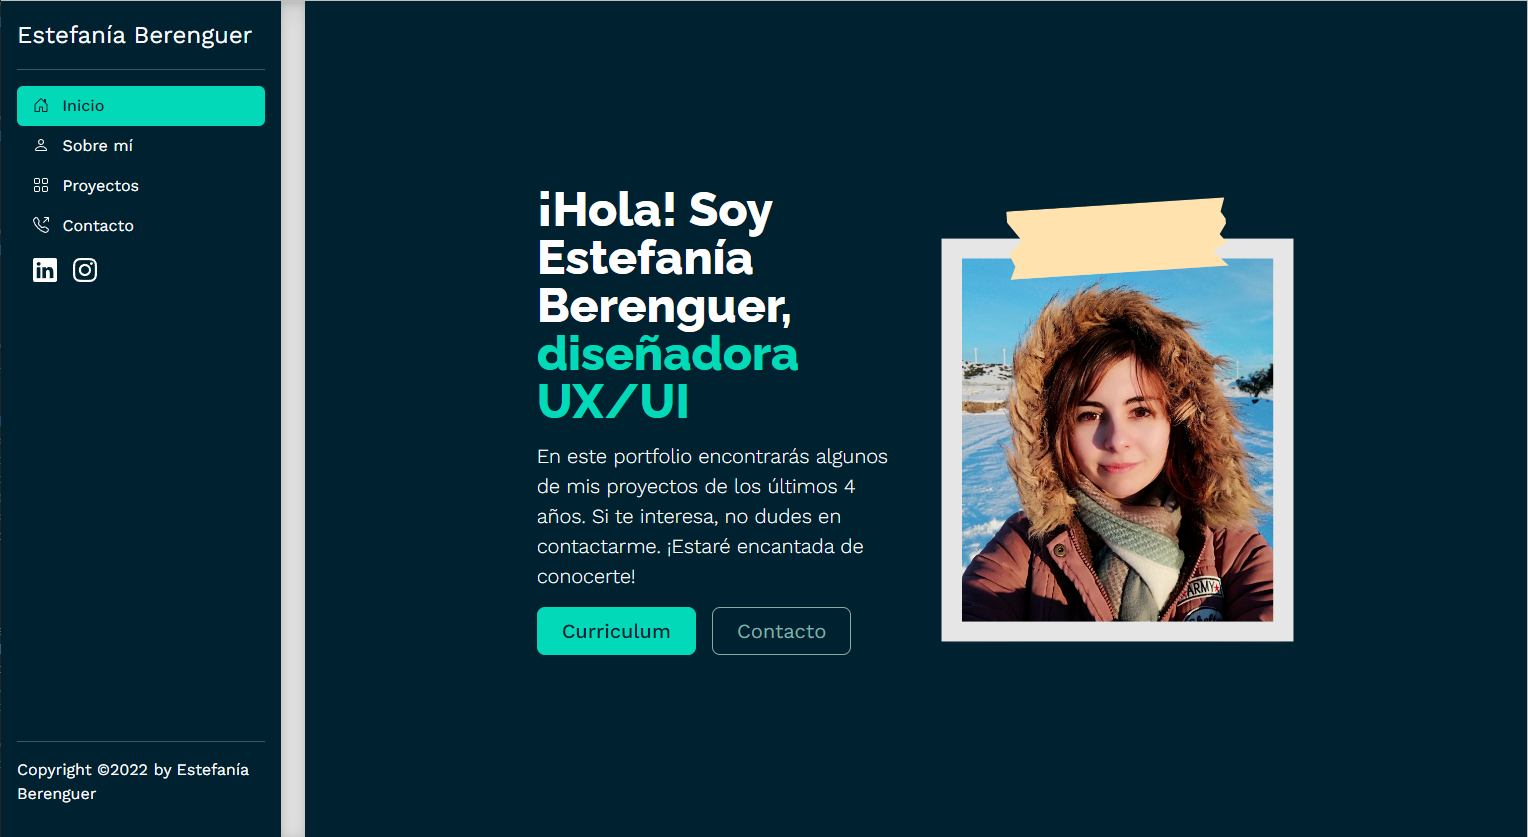 Estefanía Berenguer
Inicio
Sobre mí
Proyectos
Contacto
in
¡Hola! Soy
Estefanía
Berenguer,
diseñadora
UX/UI
En este portfolio encontrarás algunos
de mis proyectos de los últimos 4
años. Si te interesa, no dudes en
contactarme. ¡Estaré encantada de
conocerte!
Curriculum
Contacto
ARMY
Copyright ©2022 by Estefanía
Berenguer